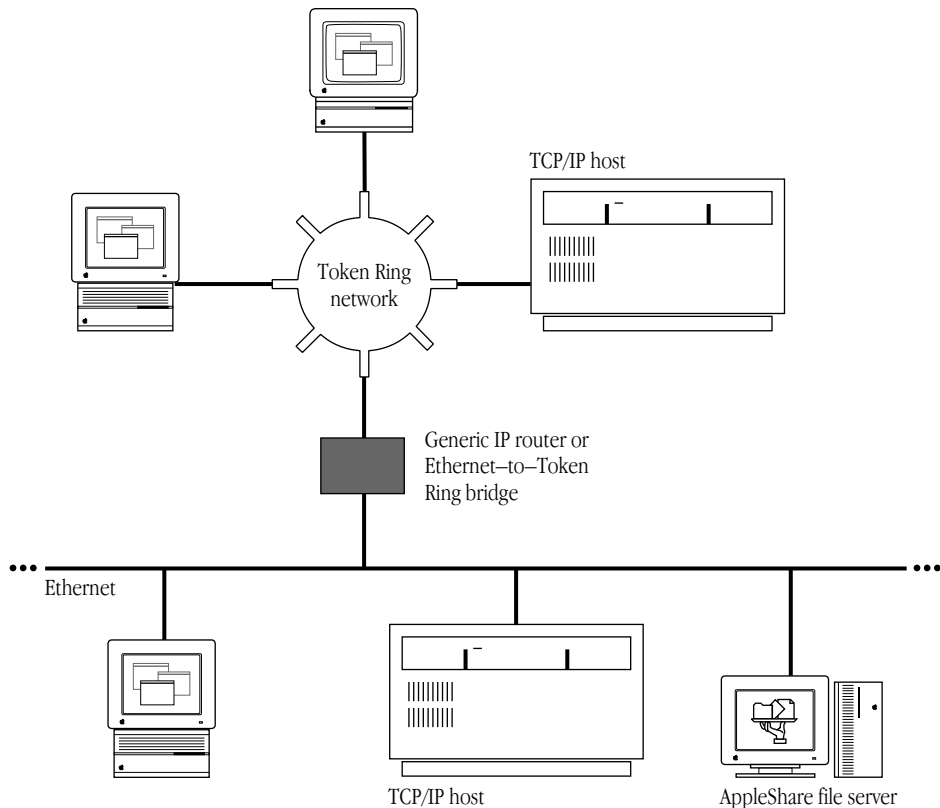 TCP/IP host
Token Ring
network
Generic IP router or
Ethernet–to–Token
Ring bridge
Ethernet
TCP/IP host
AppleShare file server